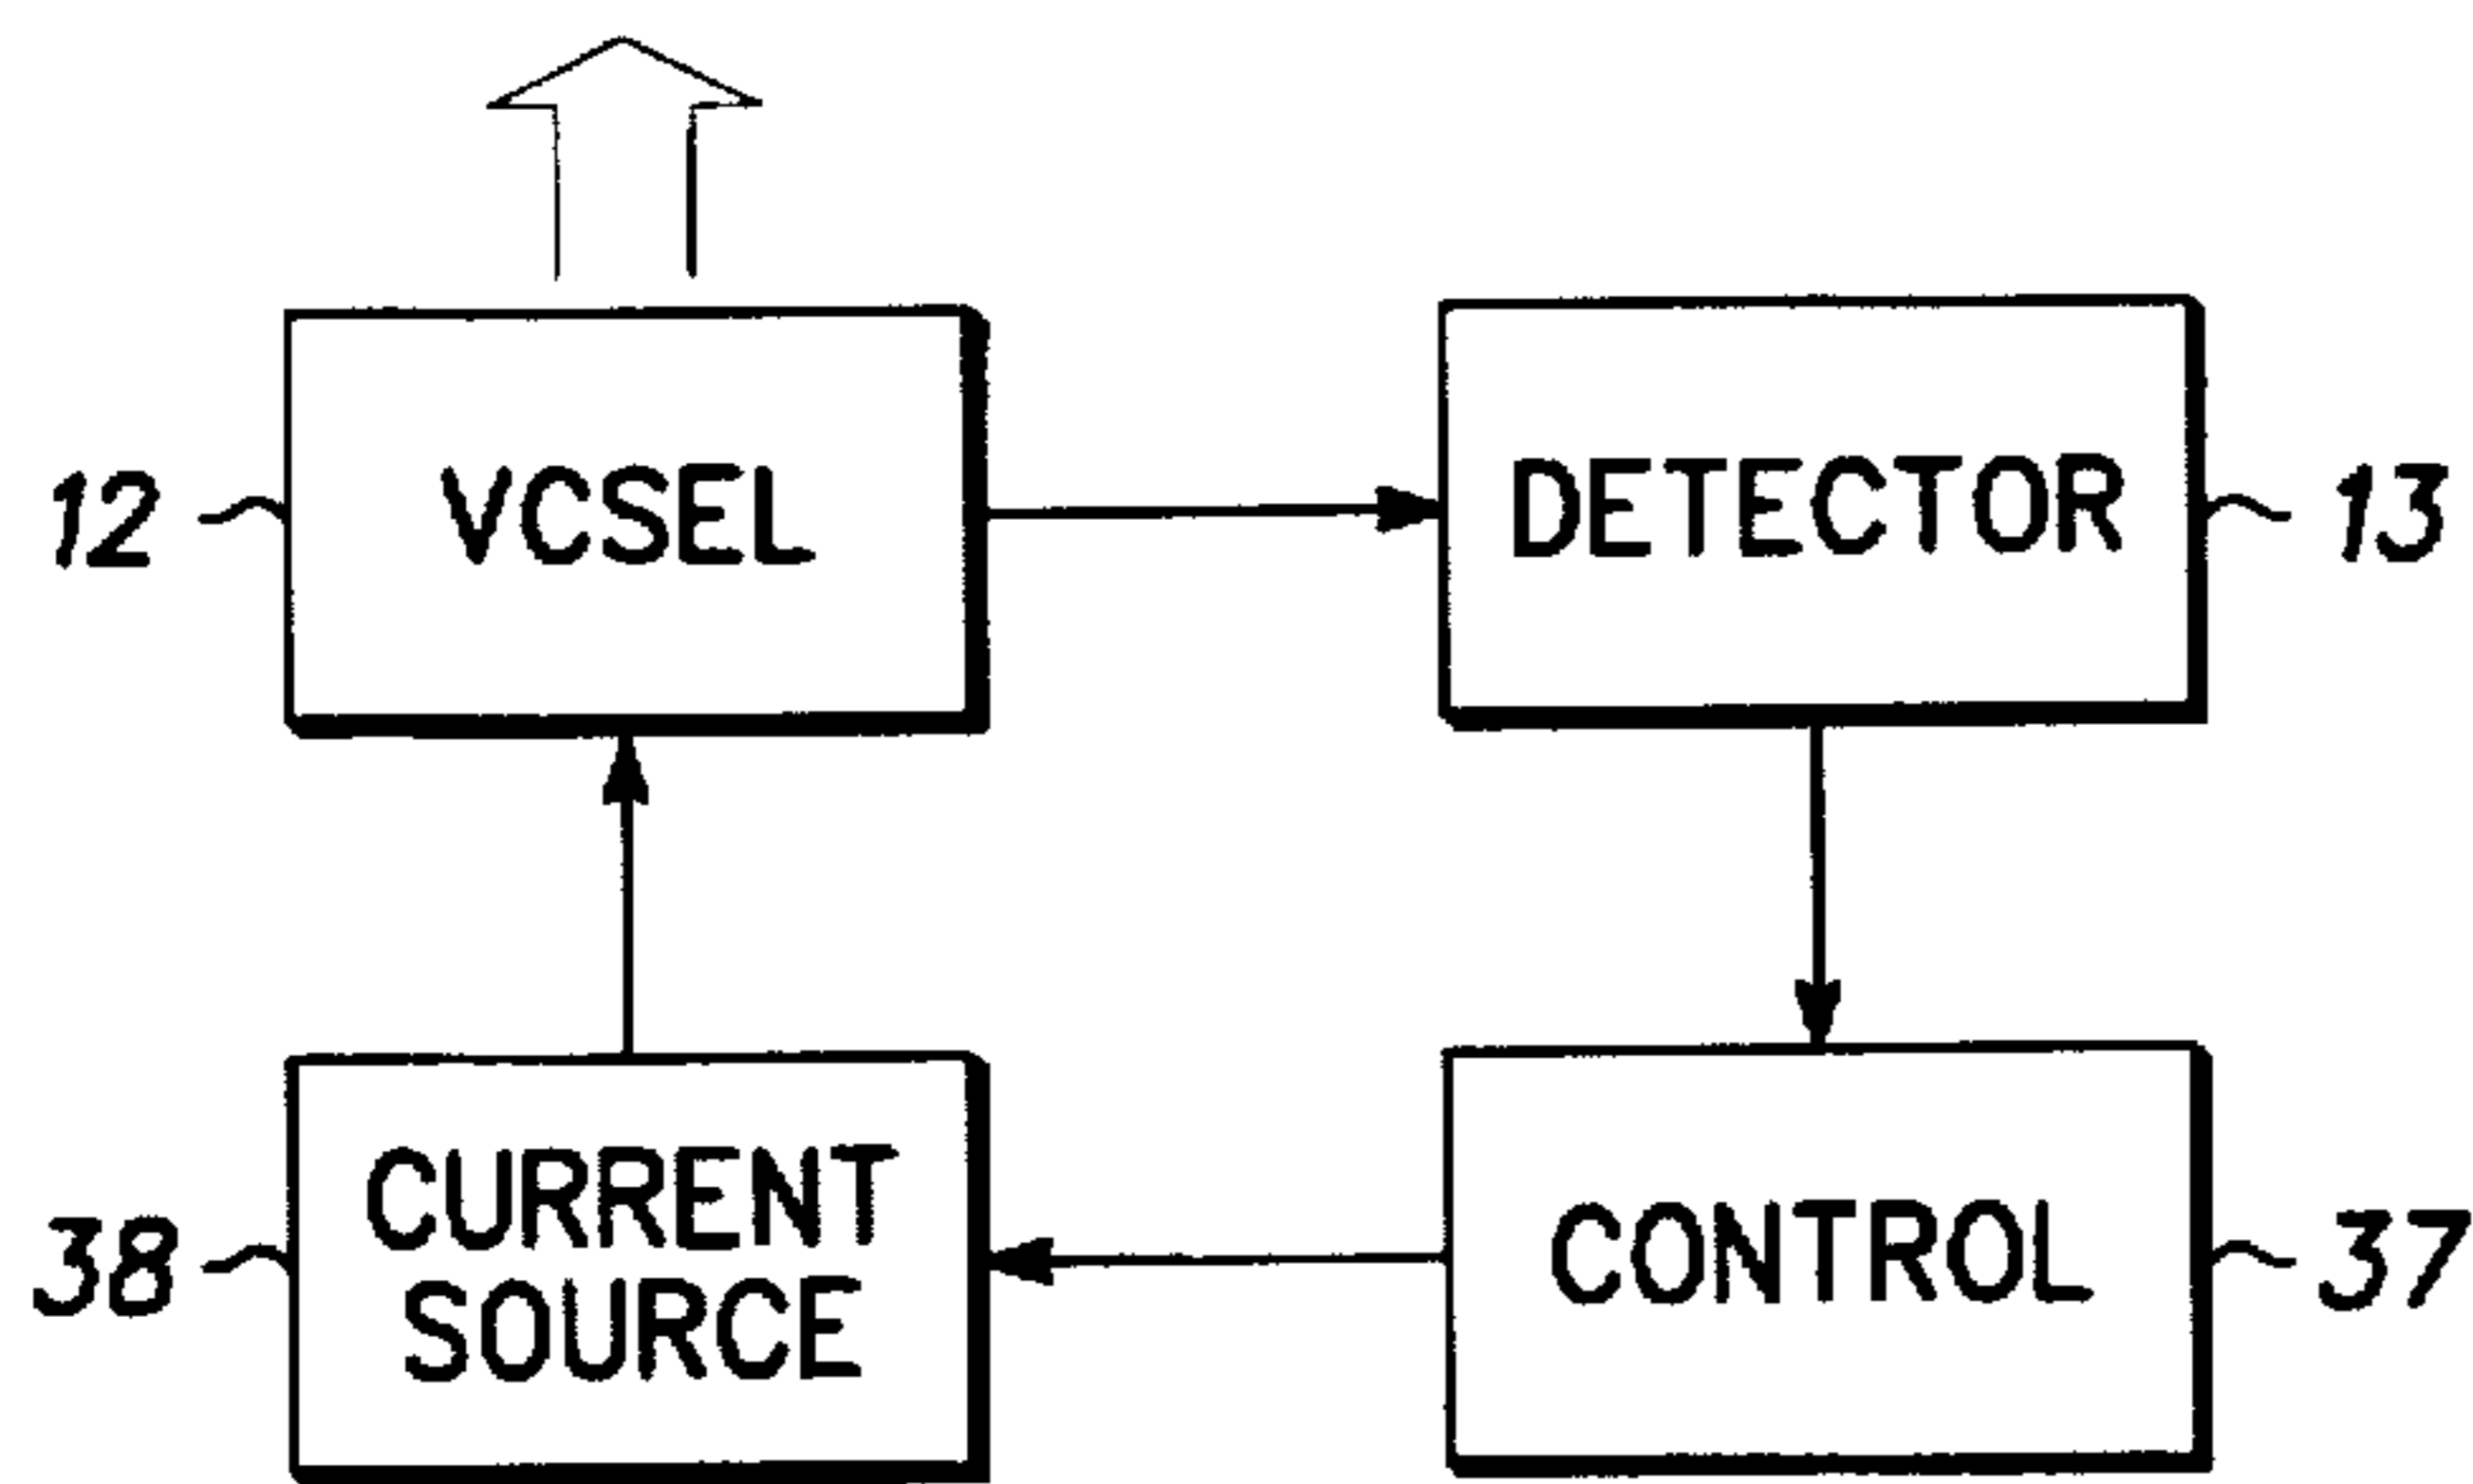 12
VCSEL
DETECTOR
13
38
CURRENT
SOURCE
CONTROL
37